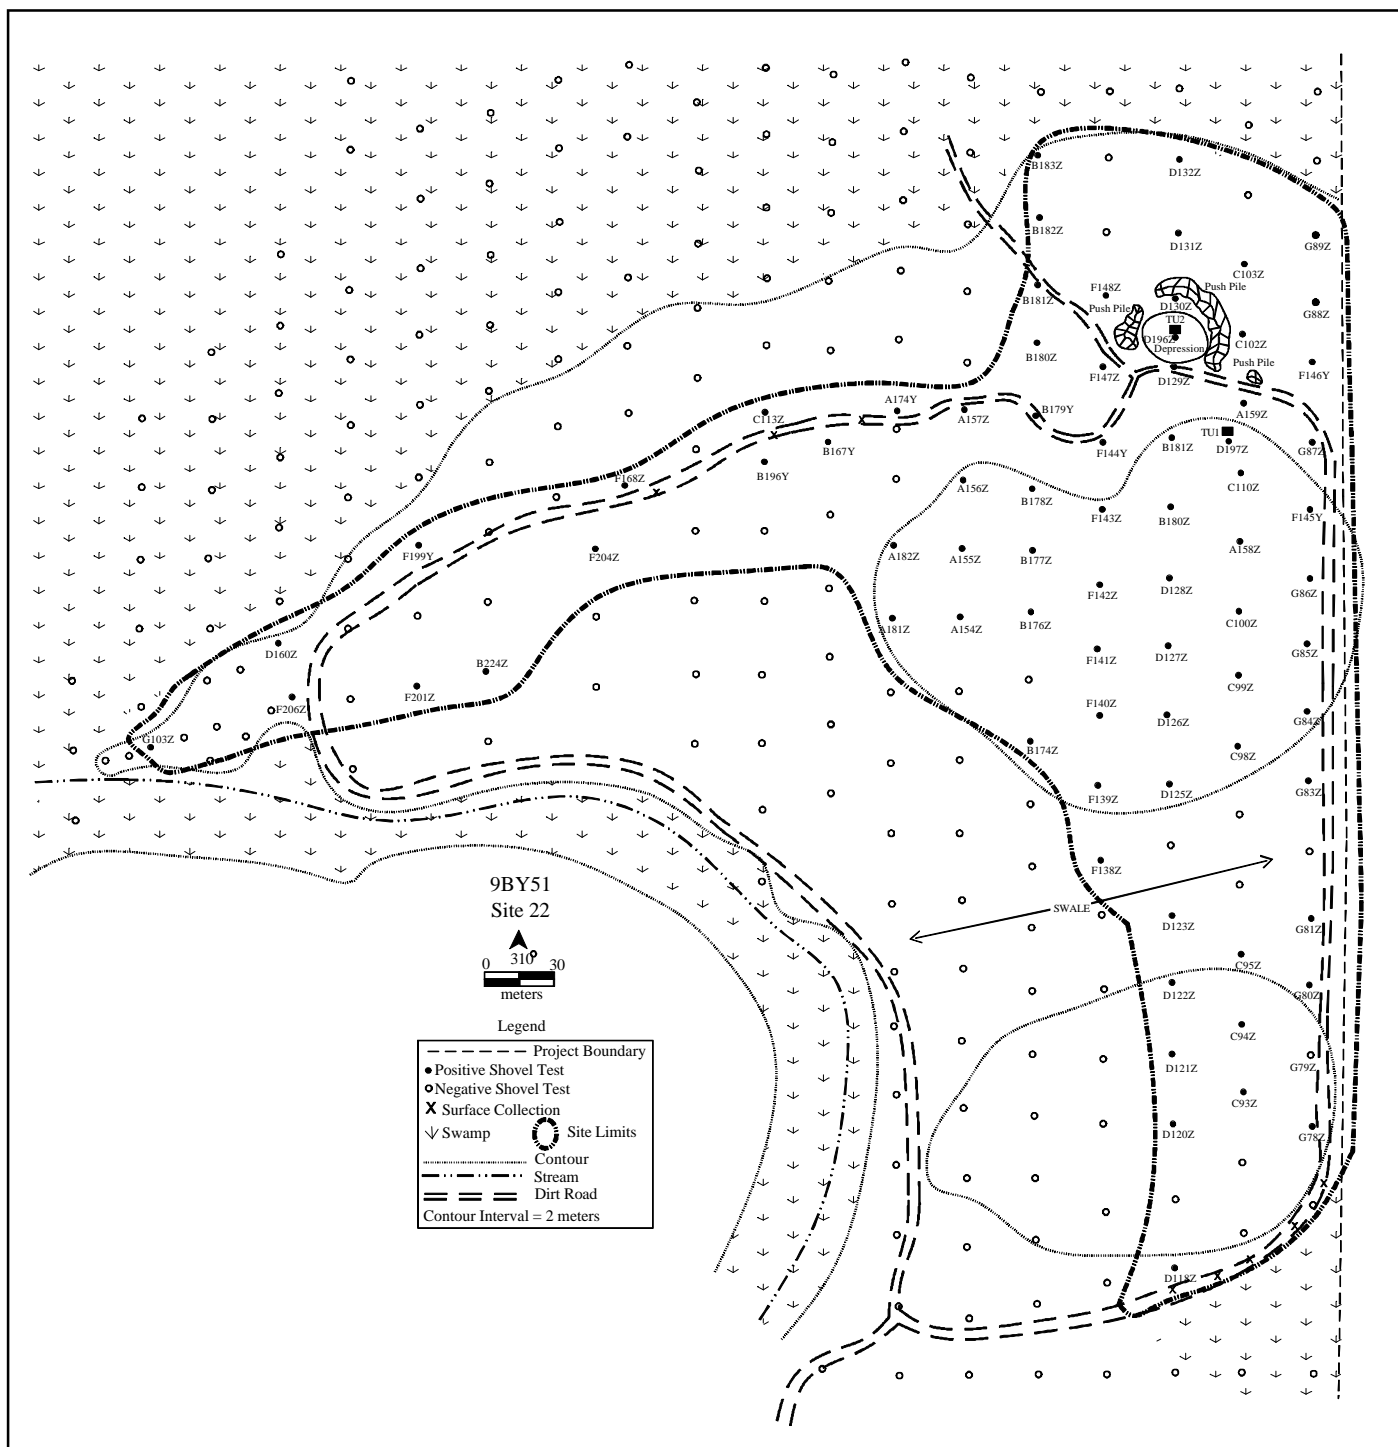 B183Z
D132Z
B182Z
D131Z
G89Z
C103Z
F148Z
Push Pile
B181Z
Push Pile
D130Z
G88Z
TU2
D196Z
C102Z
B180Z
Depression
Push Pile
F147Z
D129Z
F146Y
A174Y
A157Z
B179Y
A159Z
C113Z
B167Y
F144Y
B181Z
TU1
D197Z
G87Z
F168Z
B196Y
A156Z
B178Z
C110Z
F143Z
B180Z
F145Y
F199Y
F204Z
A182Z
A155Z
B177Z
A158Z
F142Z
D128Z
G86Z
A181Z
A154Z
B176Z
C100Z
D160Z
B224Z
F141Z
D127Z
G85Z
F206Z
F201Z
C99Z
F140Z
D126Z
G84Z
G103Z
B174Z
C98Z
F139Z
D125Z
G83Z
F138Z
9BY51
Site 22
SWALE
D123Z
G81Z
0 310 30
meters
C95Z
D122Z
G80Z
Legend
C94Z
Project Boundary
Positive Shovel Test
D121Z
G79Z
Negative Shovel Test
Surface Collection
C93Z
Swamp
Site Limits
D120Z
G78Z
Contour
Stream
Dirt Road
Contour Interval = 2 meters
D118Z